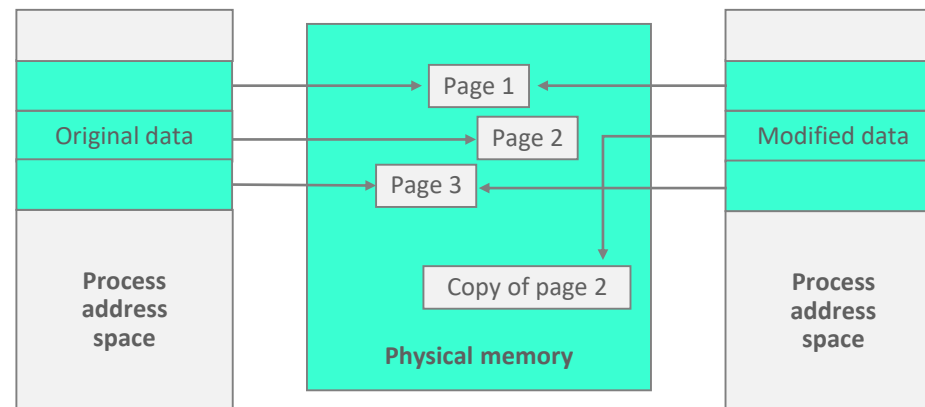 Page 1
Original data
Page 2
Modified data
Page 3
Copy of page 2
Process
address
space
Physical memory
Process
address
space